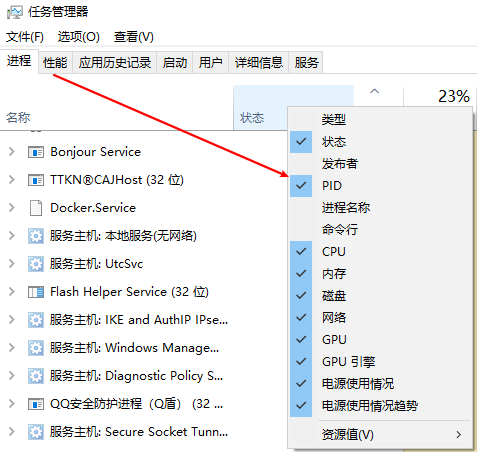 任务管理器
文件(F) 选项(O) 查看(V)
进程 性能 应用历史记录 启动 用户 详细信息 服务
23%
名称 状态
类型
状态
发布者
PID
进程名称
命令行
CPU
内存
磁盘
网络
GPU
GPU 引擎
电源使用情况
电源使用情况趋势
资源值(V)
Bonjour Service
TTKN®CAJHost (32 位)
Docker.Service
服务主机: 本地服务(无网络)
服务主机: UtcSvc
Flash Helper Service (32 位)
服务主机: IKE and AuthIP IPse...
服务主机: Windows Manage...
服务主机: Diagnostic Policy S...
QQ安全防护进程（Q盾） (32 ...
服务主机: Secure Socket Tunn...